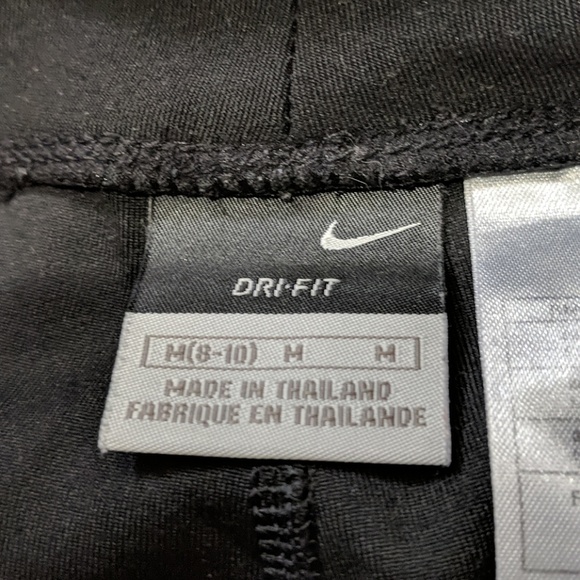 DRI-FIT
M(8-10) M M
MADE IN THAILAND
FABRIQUE EN THAILANDE